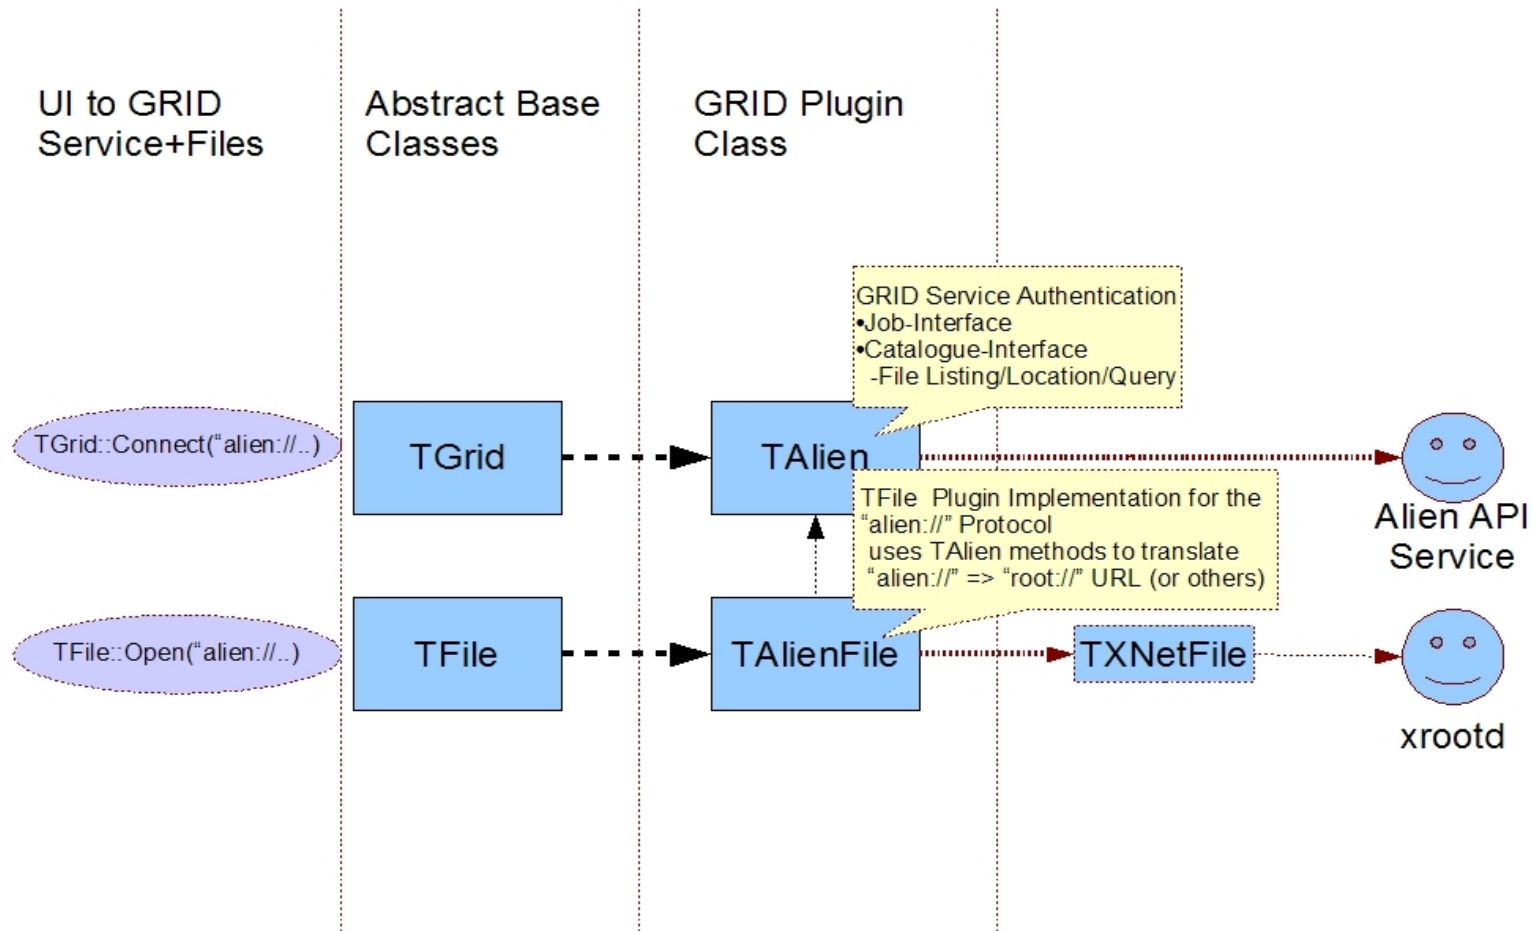 UI to GRID
Service+Files
Abstract Base
Classes
GRID Plugin
Class
GRID Service Authentication
•Job-Interface
•Catalogue-Interface
-File Listing/Location/Query
TGrid::Connect(“alien://..)
TGrid
TAlien
Alien API
Service
TFile  Plugin Implementation for the
“alien://” Protocol
uses TAlien methods to translate
“alien://” => “root://” URL (or others)
TFile::Open(“alien://..)
TFile
TAlienFile
TXNetFile
xrootd